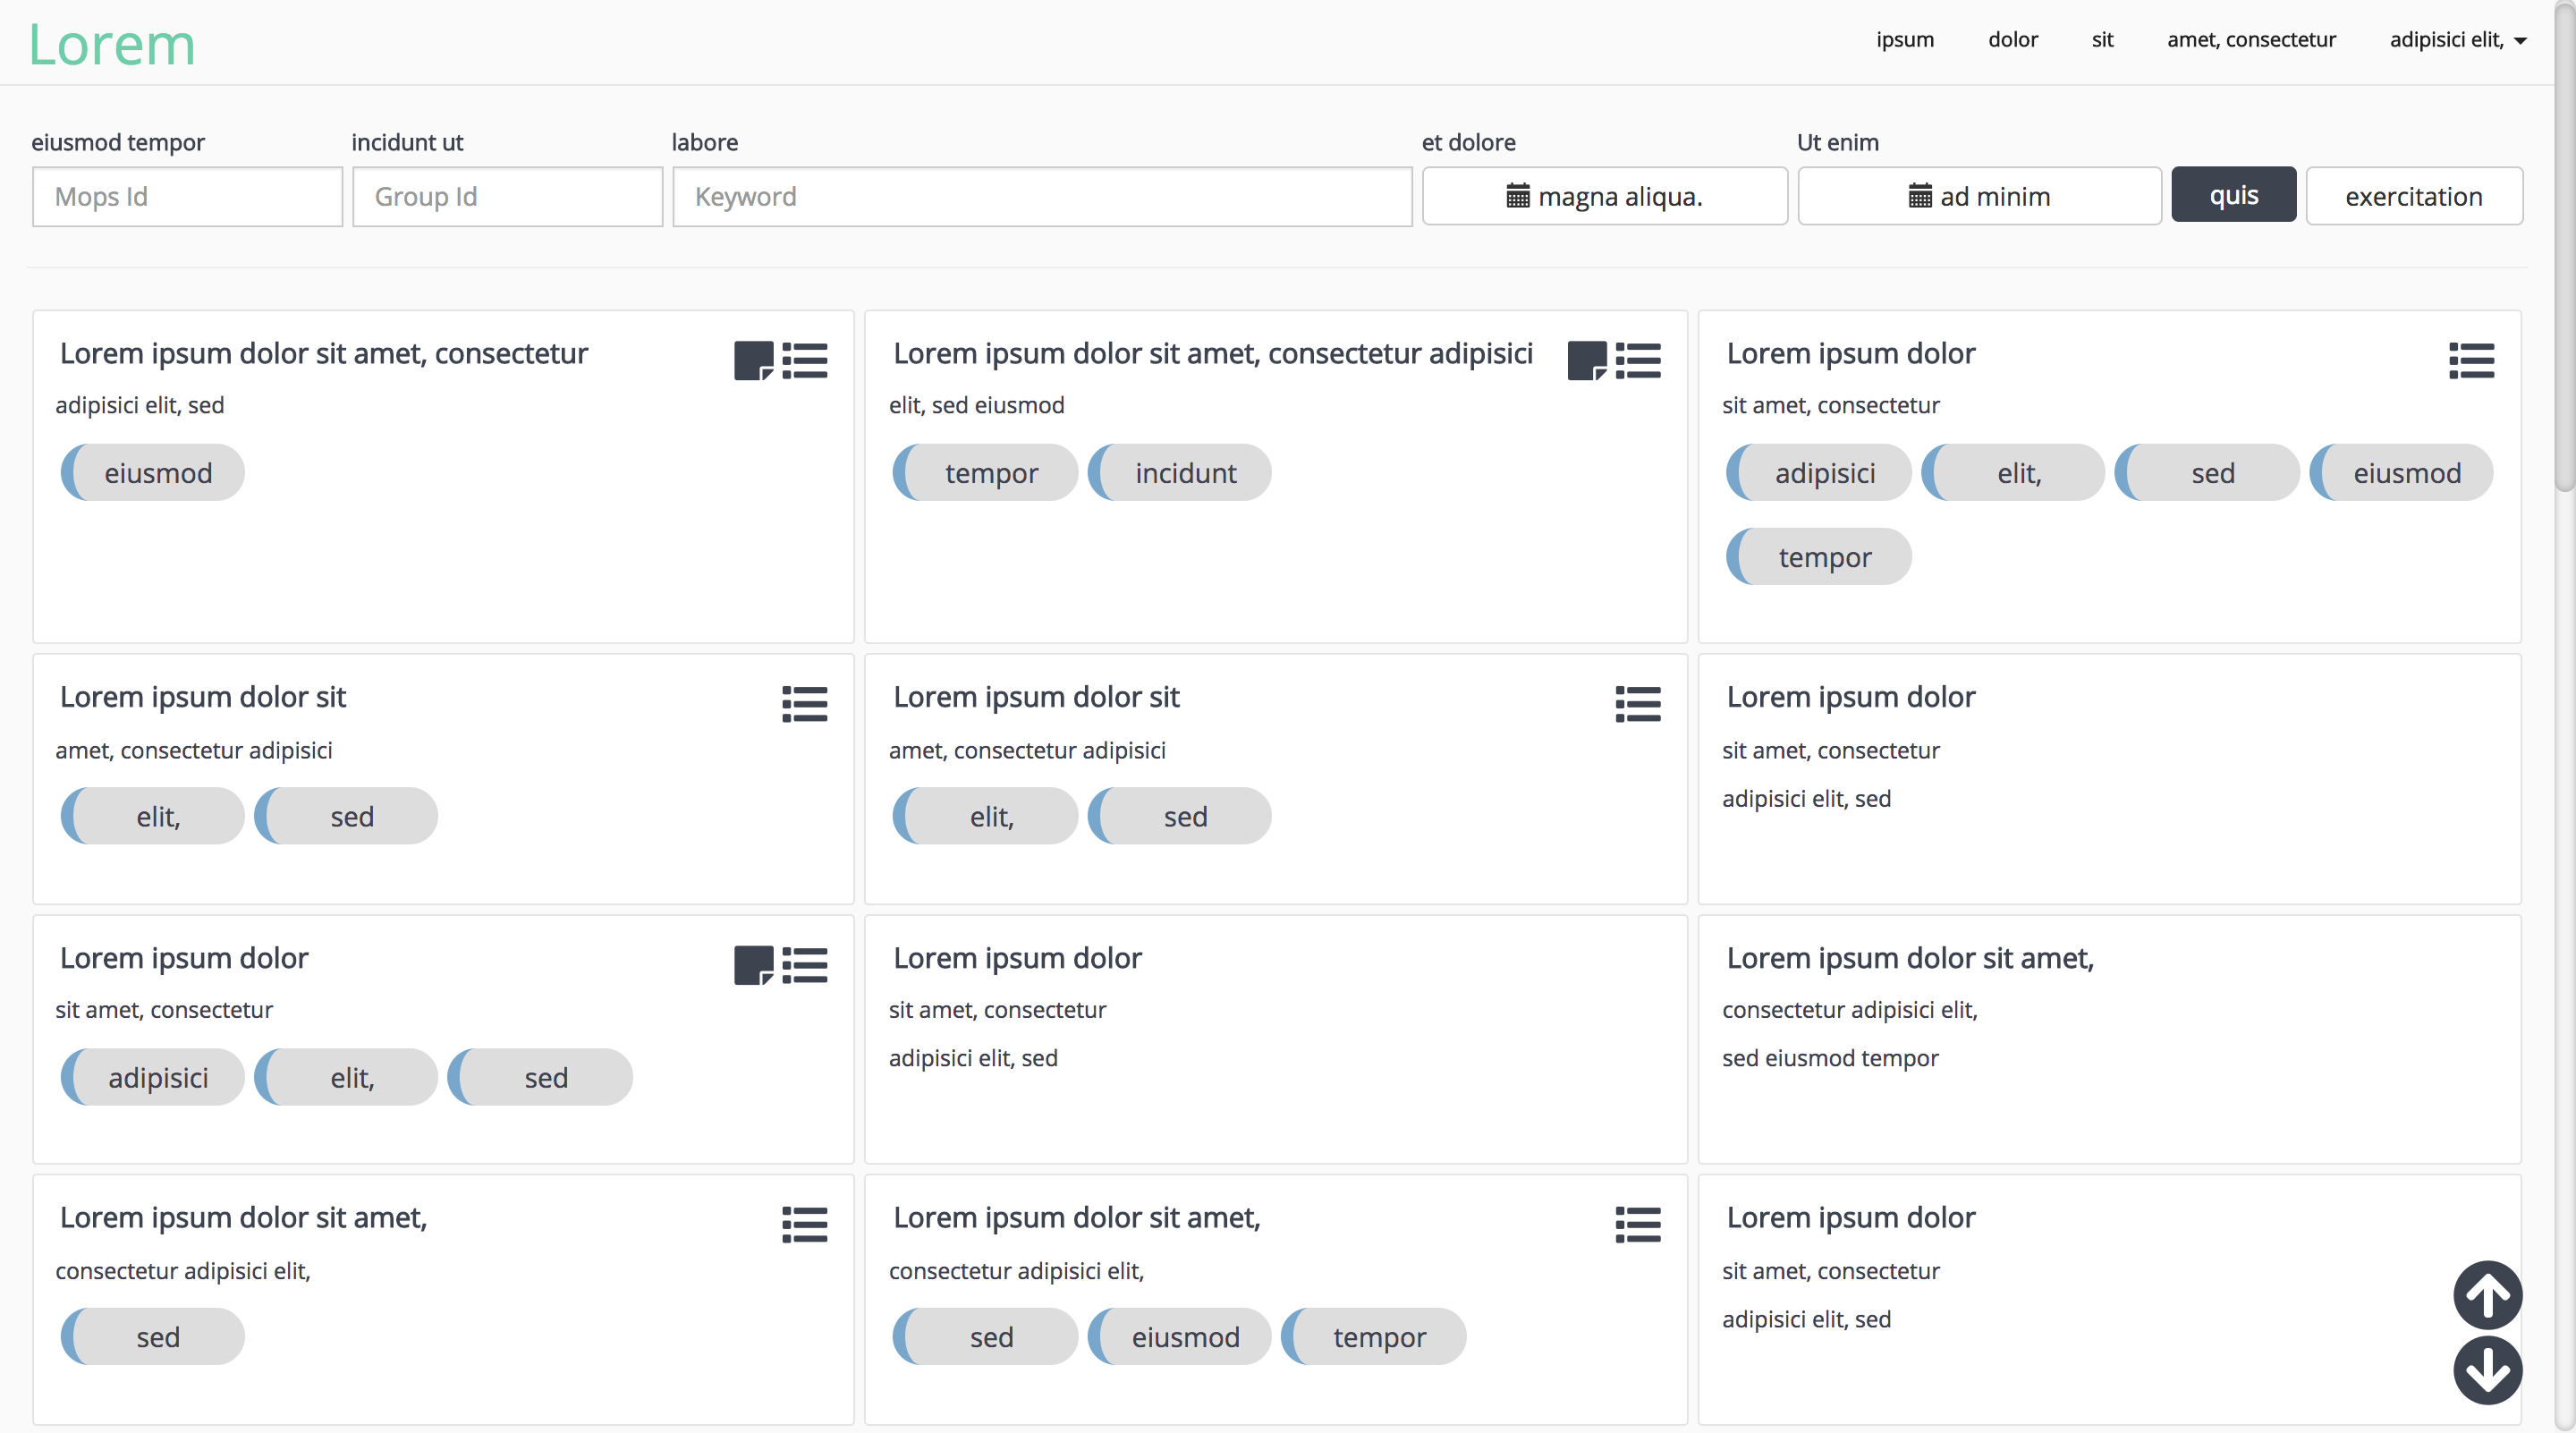 Lorem
ipsum dolor sit amet, consectetur adipisici elit,
eiusmod tempor incidunt ut labore et dolore Ut enim
Mops Id Group Id Keyword magna aliqua. ad minim quis exercitation
Lorem ipsum dolor sit amet, consectetur
adipisici elit, sed
eiusmod
Lorem ipsum dolor sit amet, consectetur adipisici
elit, sed eiusmod
tempor incidunt
Lorem ipsum dolor
sit amet, consectetur
adipisici elit, sed eiusmod
tempor
Lorem ipsum dolor sit
amet, consectetur adipisici
elit, sed
Lorem ipsum dolor sit
amet, consectetur adipisici
elit, sed
Lorem ipsum dolor
sit amet, consectetur
adipisici elit, sed
Lorem ipsum dolor
sit amet, consectetur
adipisici elit, sed
Lorem ipsum dolor
sit amet, consectetur
adipisici elit, sed
Lorem ipsum dolor sit amet,
consectetur adipisici elit,
sed eiusmod tempor
Lorem ipsum dolor sit amet,
consectetur adipisici elit,
sed
Lorem ipsum dolor sit amet,
consectetur adipisici elit,
sed eiusmod tempor
Lorem ipsum dolor
sit amet, consectetur
adipisici elit, sed